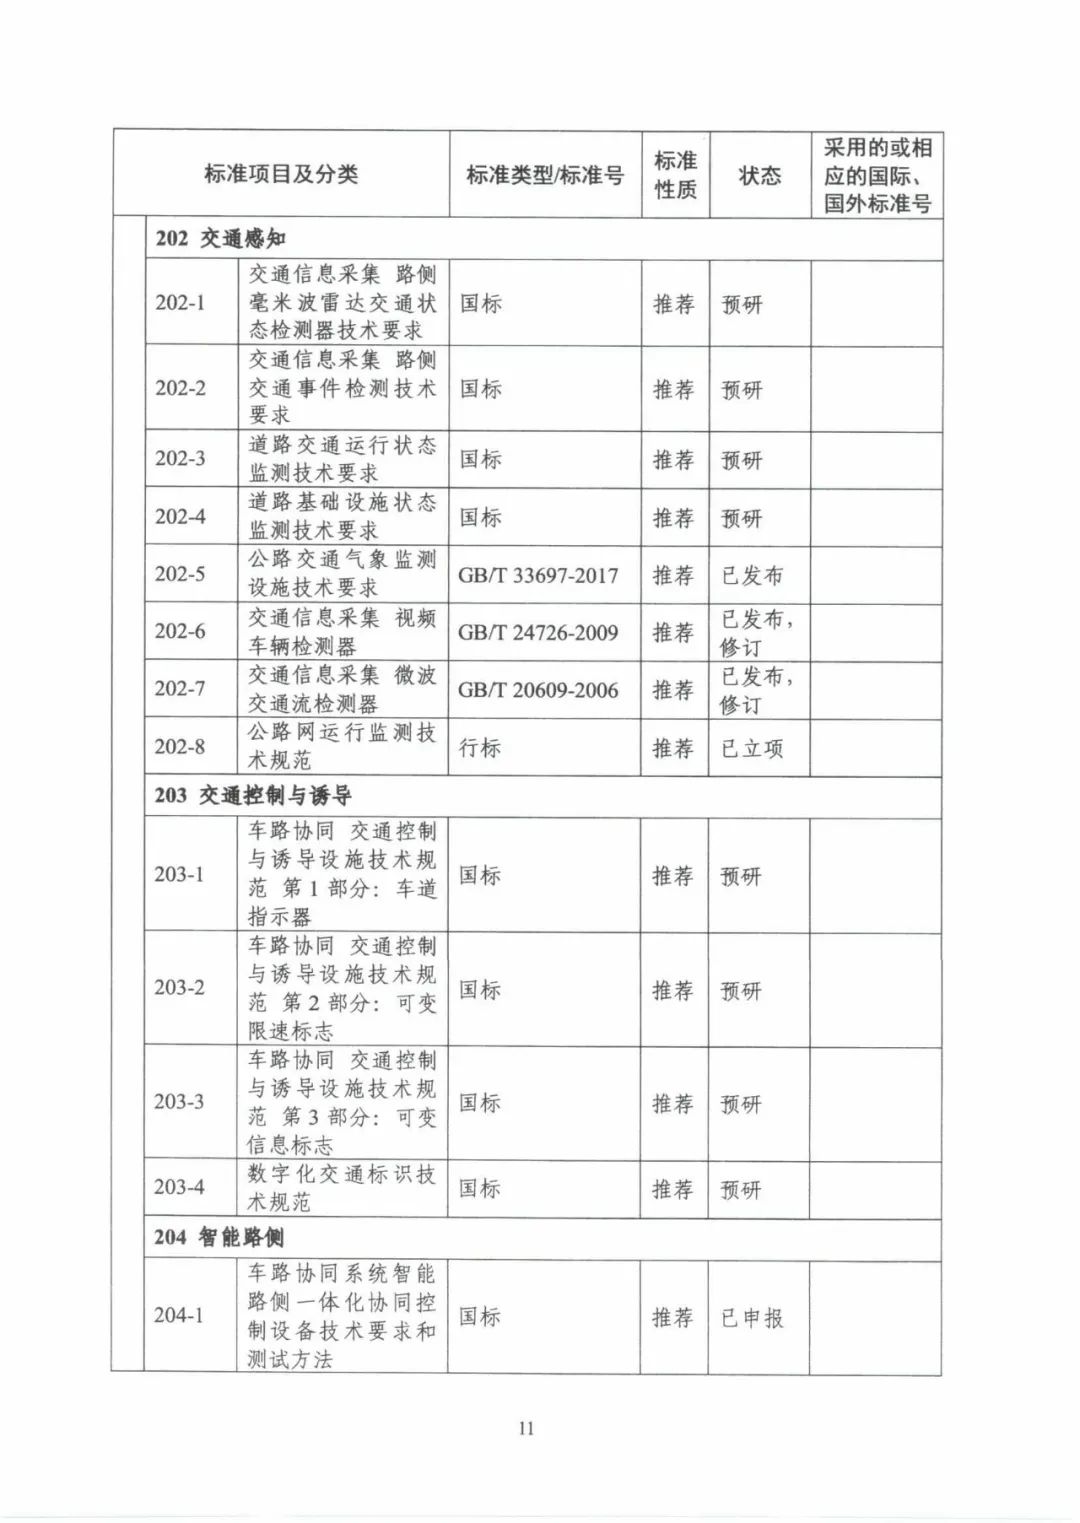 标准项目及分类
标准类型/标准号
标准
性质
状态
采用的或相
应的国际、
国外标准号
202 交通感知
202-1
交通信息采集 路侧
毫米波雷达交通状
态检测器技术要求
国标
推荐
预研
202-2
交通信息采集 路侧
交通事件检测技术
要求
国标
推荐
预研
202-3
道路交通运行状态
监测技术要求
国标
推荐
预研
202-4
道路基础设施状态
监测技术要求
国标
推荐
预研
202-5
公路交通气象监测
设施技术要求
GB/T 33697-2017
推荐
已发布
202-6
交通信息采集 视频
车辆检测器
GB/T 24726-2009
推荐
已发布，
修订
202-7
交通信息采集 微波
交通流检测器
GB/T 20609-2006
推荐
已发布，
修订
202-8
公路网运行监测技
术规范
行标
推荐
已立项
203 交通控制与诱导
203-1
车路协同 交通控制
与诱导设施技术规
范 第1部分：车道
指示器
国标
推荐
预研
203-2
车路协同 交通控制
与诱导设施技术规
范 第2部分：可变
限速标志
国标
推荐
预研
203-3
车路协同 交通控制
与诱导设施技术规
范 第3部分：可变
信息标志
国标
推荐
预研
203-4
数字化交通标识技
术规范
国标
推荐
预研
204 智能路侧
204-1
车路协同系统智能
路侧一体化协同控
制设备技术要求和
测试方法
国标
推荐
已申报
11